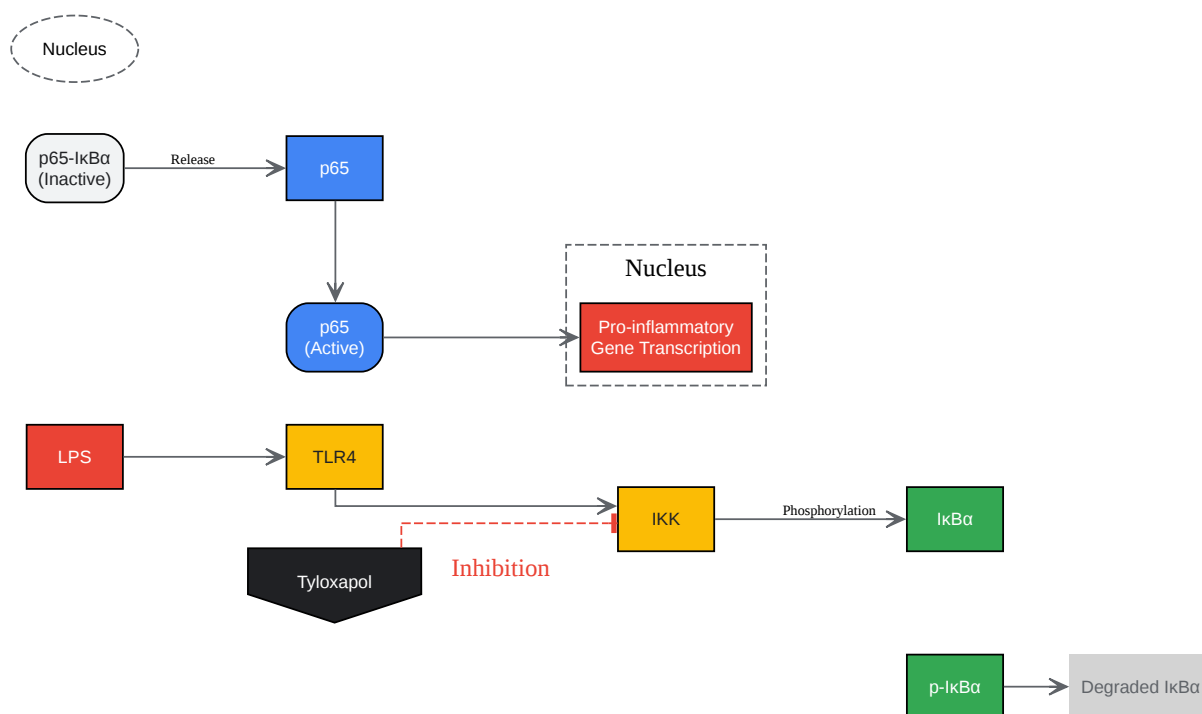 Nucleus
p65-IκBα
(Inactive)
Release
p65
Nucleus
p65
(Active)
Pro-inflammatory
Gene Transcription
LPS
TLR4
IKK
Phosphorylation
IκBα
Inhibition
Tyloxapol
p-IκBα
Degraded IκBα